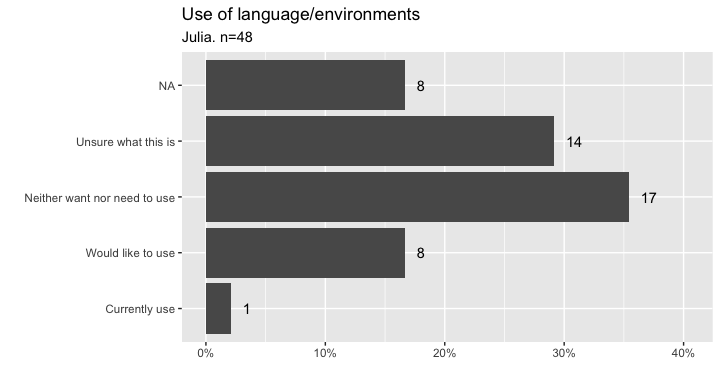 Use of language/environments
Julia. n=48
NA 8
Unsure what this is 14
Neither want nor need to use 17
Would like to use 8
Currently use 1
0% 10% 20% 30% 40%